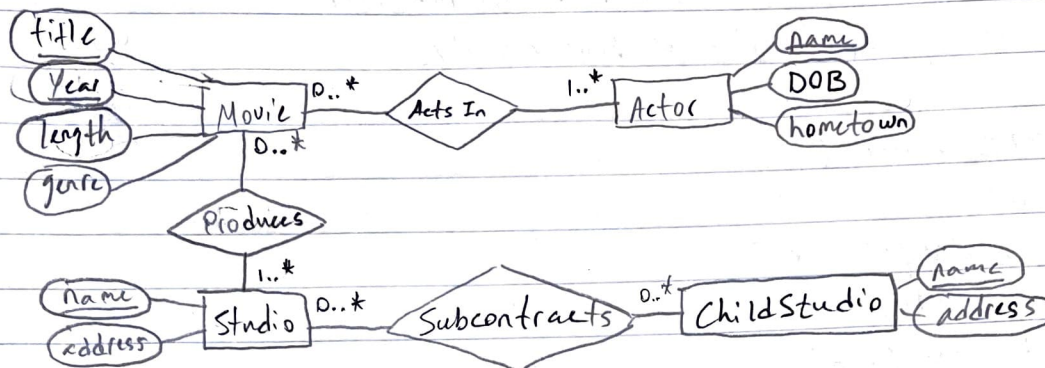 title
year
length
genre
Movie
0..*
0..*
Acts In
1..*
Actor
name
DOB
hometown
Produces
1..*
name
address
Studio
0..*
Subcontracts
0..*
ChildStudio
name
address